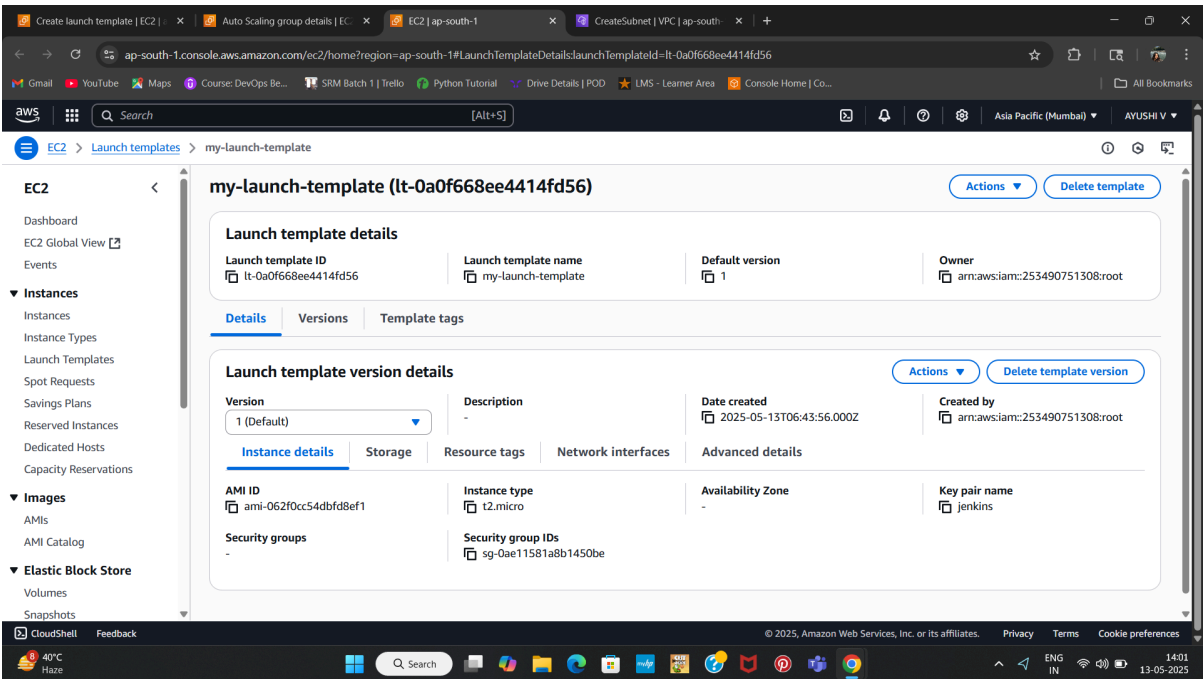 Create launch template | EC2 | a
Auto Scaling group details | EC
EC2 | ap-south-1
CreateSubnet | VPC | ap-south-
ap-south-1.console.aws.amazon.com/ec2/home?region=ap-south-1#LaunchTemplateDetails:launchTemplateId=lt-0a0f668ee4414fd56
Gmail YouTube Maps Course: DevOps Be... SRM Batch 1 | Trello Python Tutorial Drive Details | POD LMS - Learner Area Console Home | Co... All Bookmarks
aws Search [Alt+S] Asia Pacific (Mumbai) AYUSHI V
EC2 > Launch templates > my-launch-template
EC2
Dashboard
EC2 Global View
Events
Instances
Instances
Instance Types
Launch Templates
Spot Requests
Savings Plans
Reserved Instances
Dedicated Hosts
Capacity Reservations
Images
AMIs
AMI Catalog
Elastic Block Store
Volumes
Snapshots
my-launch-template (lt-0a0f668ee4414fd56)
Actions Delete template
Launch template details
Launch template ID
lt-0a0f668ee4414fd56
Launch template name
my-launch-template
Default version
1
Owner
arn:aws:iam::253490751308:root
Details Versions Template tags
Launch template version details
Actions Delete template version
Version
1 (Default)
Description
-
Date created
2025-05-13T06:43:56.000Z
Created by
arn:aws:iam::253490751308:root
Instance details Storage Resource tags Network interfaces Advanced details
AMI ID
ami-062f0cc54dbfd8ef1
Instance type
t2.micro
Availability Zone
-
Key pair name
jenkins
Security groups
-
Security group IDs
sg-0ae11581a8b1450be
CloudShell Feedback © 2025, Amazon Web Services, Inc. or its affiliates. Privacy Terms Cookie preferences
8
40°C
Haze
Search
ENG
IN
14:01
13-05-2025